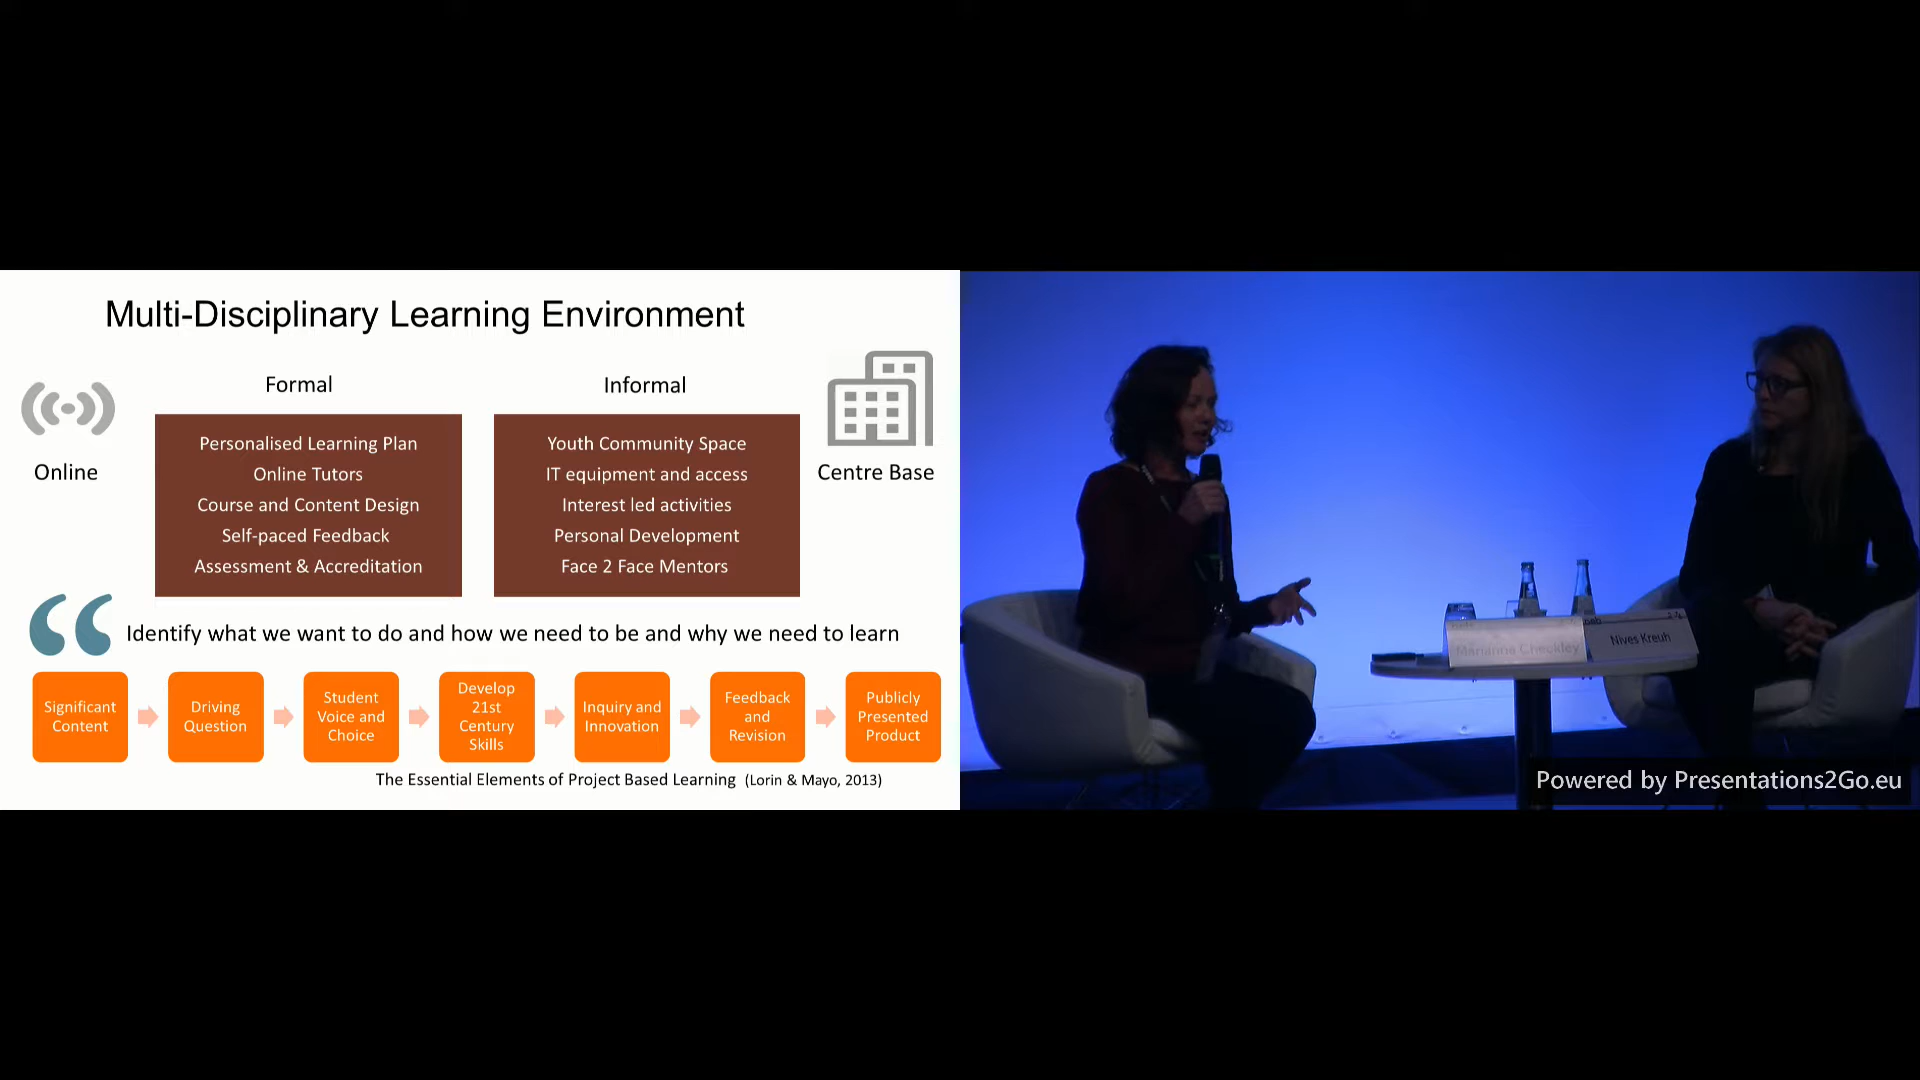 Multi-Disciplinary Learning Environment
Online
Formal
Personalised Learning Plan
Online Tutors
Course and Content Design
Self-paced Feedback
Assessment & Accreditation
Informal
Youth Community Space
IT equipment and access
Interest led activities
Personal Development
Face 2 Face Mentors
Centre Base
Identify what we want to do and how we need to be and why we need to learn
Significant
Content
Driving
Question
Student
Voice and
Choice
Develop
21st
Century
Skills
Inquiry and
Innovation
Feedback
and
Revision
Publicly
Presented
Product
The Essential Elements of Project Based Learning (Lorin & Mayo, 2013)
Marianne Checkley
Nives Kreuh
Powered by Presentations2Go.eu